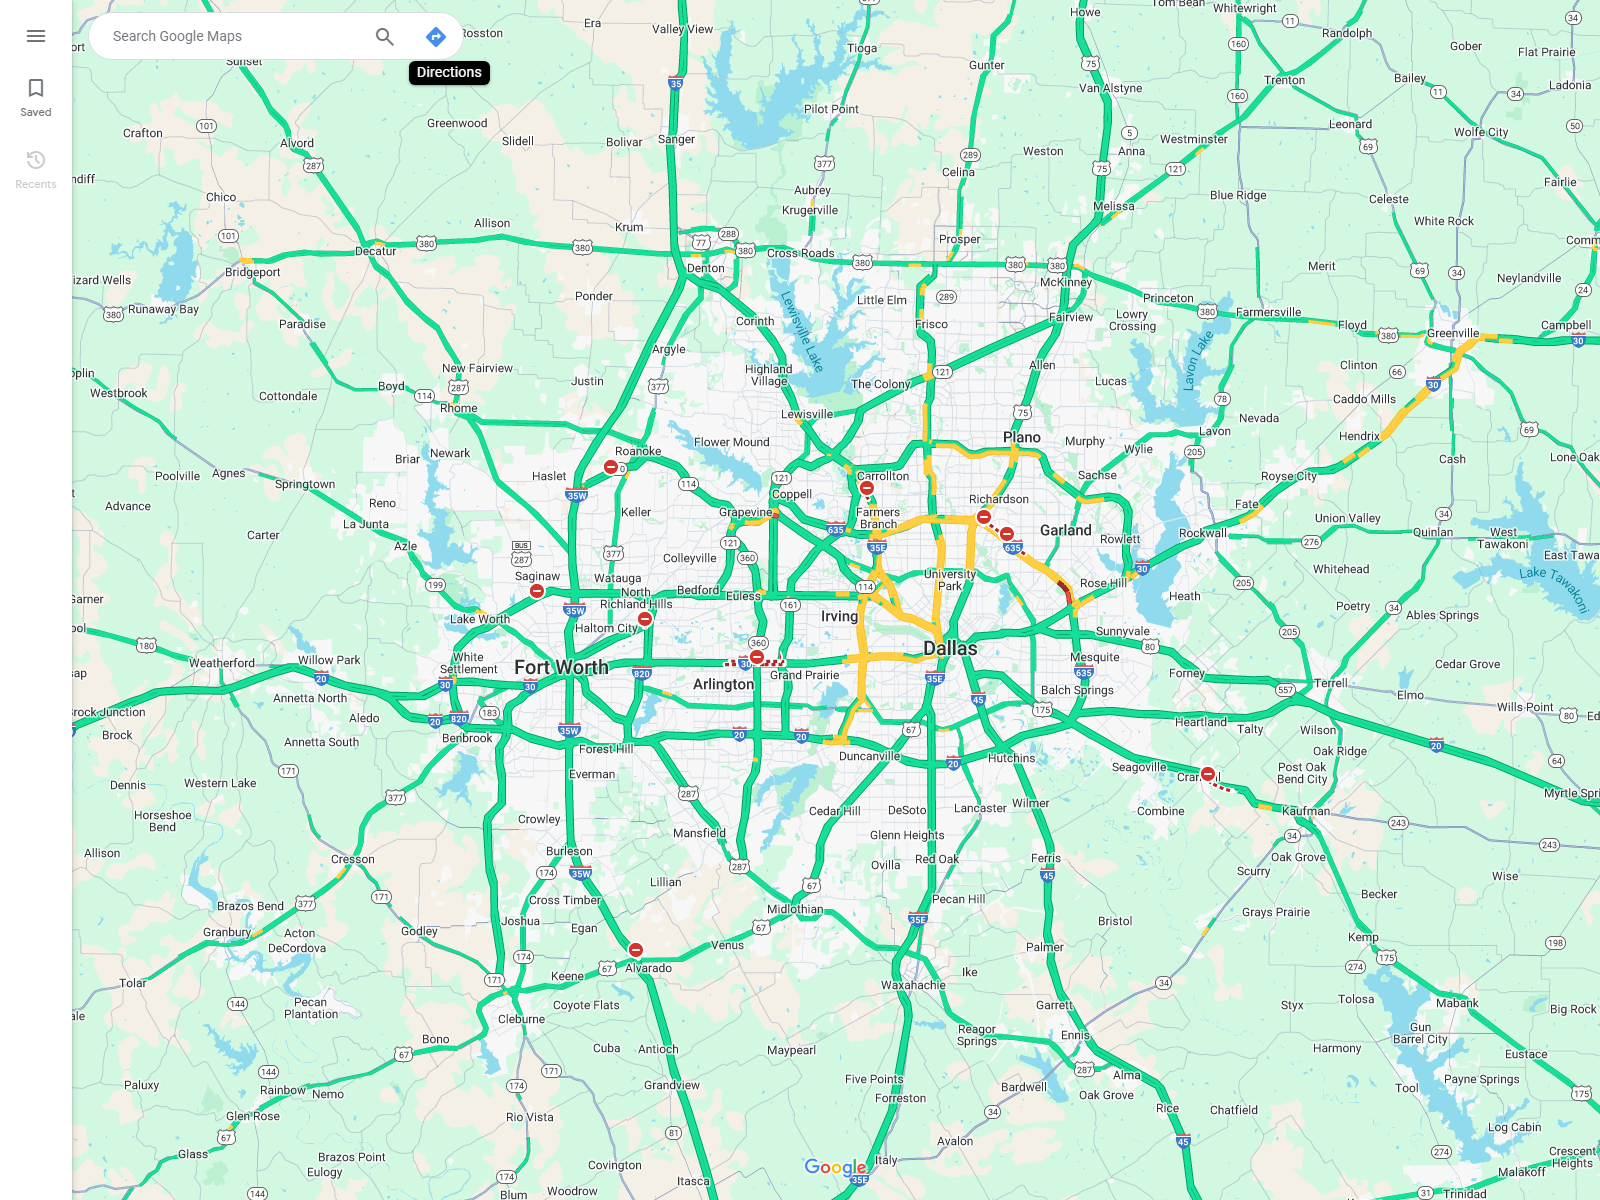 Search Google Maps
Directions
Saved
Recents
Era
Rosston
Valley View
Tioga
Howe
Tom Bean
Whitewright
Randolph
Gober
Flat Prairie
Sunset
Gunter
Van Alstyne
Trenton
Bailey
Ladonia
Pilot Point
Crafton
Alvord
Greenwood
Slidell
Bolivar
Sanger
Weston
Anna
Westminster
Leonard
Wolfe City
Celina
Aubrey
Krugerville
Blue Ridge
Celeste
Fairlie
Chico
Allison
Krum
Melissa
White Rock
Prosper
Decatur
Cross Roads
Bridgeport
Denton
Merit
Neylandville
Runaway Bay
Ponder
Little Elm
McKinney
Princeton
Farmersville
Paradise
Corinth
Lewisville Lake
Frisco
Fairview
Lowry
Crossing
Floyd
Greenville
Campbell
Argyle
Highland
Village
The Colony
Allen
Lucas
Lavon Lake
Clinton
Westbrook
Boyd
New Fairview
Justin
Cottondale
Rhome
Lewisville
Nevada
Caddo Mills
Flower Mound
Plano
Murphy
Wylie
Lavon
Hendrix
Briar
Newark
Roanoke
Cash
Lone Oak
Poolville
Agnes
Springtown
Haslet
Carrollton
Sachse
Royse City
Advance
Reno
Coppell
Richardson
Fate
La Junta
Keller
Grapevine
Farmers
Branch
Garland
Rowlett
Rockwall
Union Valley
Quinlan
West
Tawakoni
East Tawa
Carter
Azle
Colleyville
Lake Tawakoni
Saginaw
Watauga
North
Richland Hills
Bedford
Euless
University
Park
Rose Hill
Heath
Whitehead
Poetry
Ables Springs
Lake Worth
Haltom City
Irving
Sunnyvale
Weatherford
Willow Park
White
Settlement
Fort Worth
Dallas
Mesquite
Cedar Grove
Annetta North
Arlington
Grand Prairie
Balch Springs
Forney
Terrell
Elmo
Brock Junction
Brock
Aledo
Heartland
Talty
Wilson
Wills Point
Annetta South
Benbrook
Forest Hill
Duncanville
Hutchins
Seagoville
Oak Ridge
Everman
Post Oak
Bend City
Dennis
Western Lake
Cedar Hill
DeSoto
Lancaster
Wilmer
Combine
Kaufman
Horseshoe
Bend
Crowley
Mansfield
Glenn Heights
Allison
Cresson
Burleson
Ovilla
Red Oak
Ferris
Oak Grove
Scurry
Wise
Lillian
Cross Timber
Pecan Hill
Becker
Brazos Bend
Midlothian
Grays Prairie
Granbury
Acton
DeCordova
Godley
Joshua
Egan
Venus
Bristol
Palmer
Kemp
Tolar
Keene
Alvarado
Ike
Waxahachie
Pecan
Plantation
Coyote Flats
Cleburne
Garrett
Styx
Tolosa
Mabank
Big Rock
Bono
Cuba
Antioch
Maypearl
Reagor
Springs
Ennis
Harmony
Gun
Barrel City
Eustace
Paluxy
Rainbow
Nemo
Grandview
Five Points
Forreston
Bardwell
Alma
Oak Grove
Tool
Payne Springs
Glen Rose
Rio Vista
Rice
Chatfield
Log Cabin
Glass
Brazos Point
Eulogy
Covington
Avalon
Italy
Crescent
Heights
Malakoff
Blum
Woodrow
Itasca
Trinidad
Google